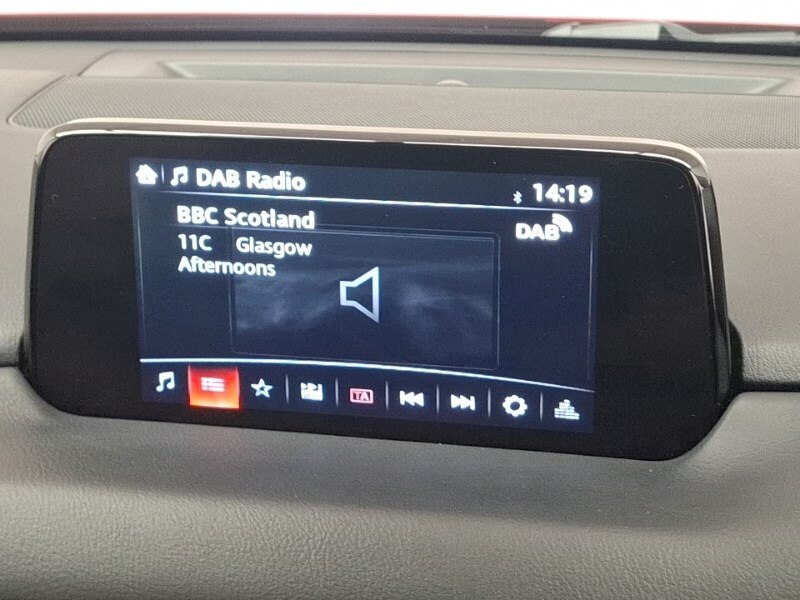 DAB Radio
14:19
BBC Scotland
DAB
11C Glasgow
Afternoons
TA